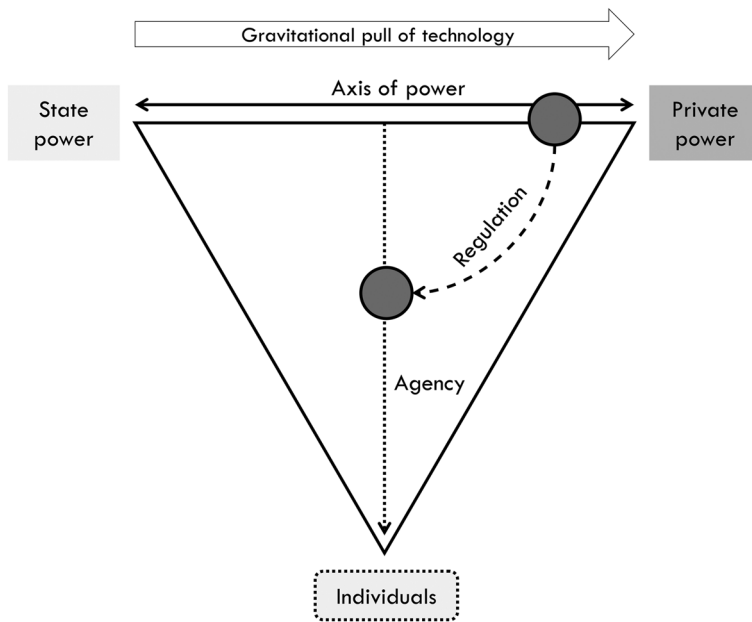 Gravitational pull of technology
Axis of power
State
power
Private
power
Regulation
Agency
Individuals